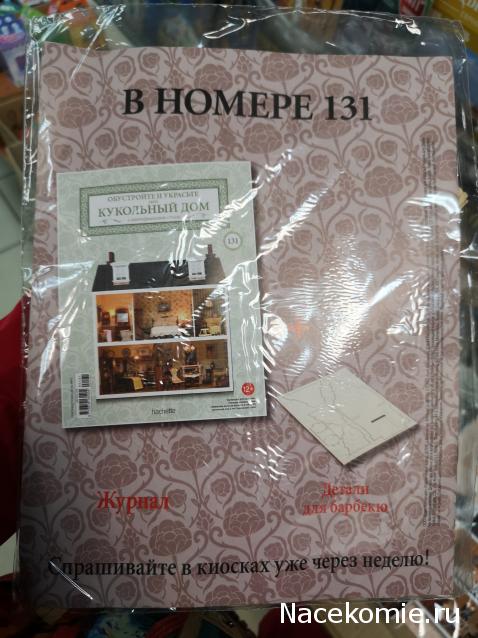 В НОМЕРЕ 131
ОБУСТРОЙТЕ И УКРАСЬТЕ
КУКОЛЬНЫЙ ДОМ
131
12+
hachette
Журнал
Детали
для барбекю
Спрашивайте в киосках уже через неделю!
Nacekomie.ru